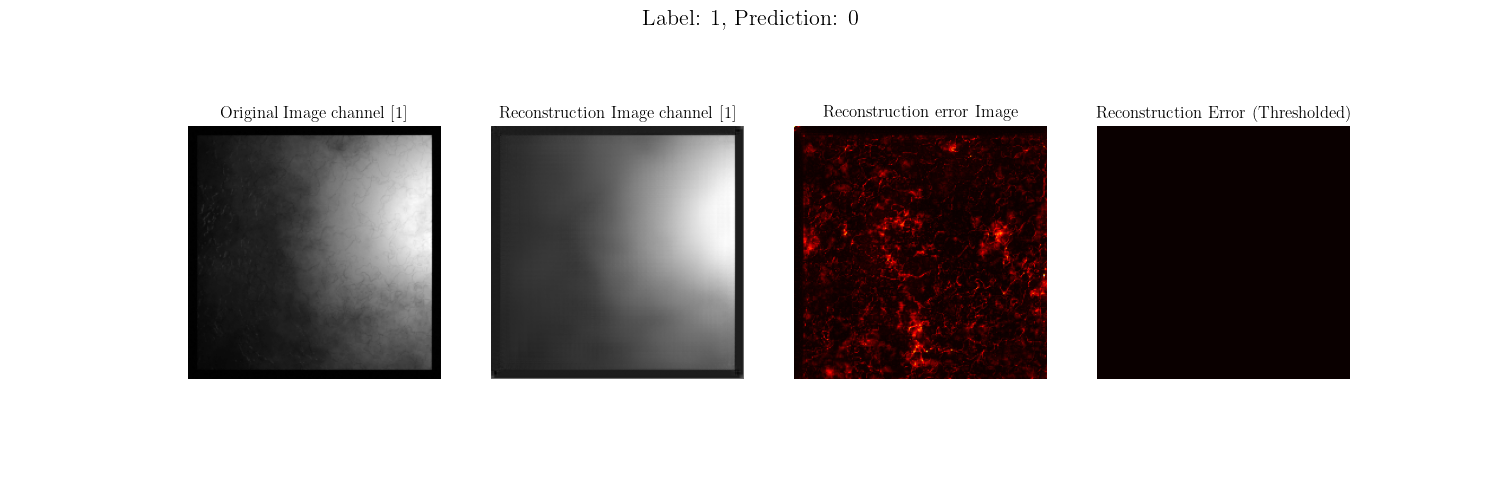 Label: 1, Prediction: 0
Original Image channel [1]
Reconstruction Image channel [1]
Reconstruction error Image
Reconstruction Error (Thresholded)